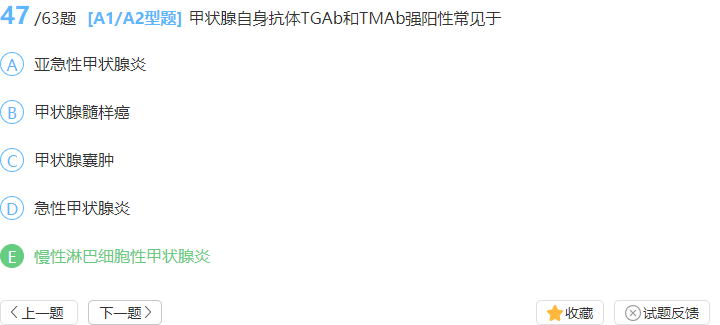 47 /63题 [A1/A2型题] 甲状腺自身抗体TGAb和TMAb强阳性常见于
A 亚急性甲状腺炎
B 甲状腺髓样癌
C 甲状腺囊肿
D 急性甲状腺炎
E 慢性淋巴细胞性甲状腺炎
上一题 下一题 收藏 试题反馈